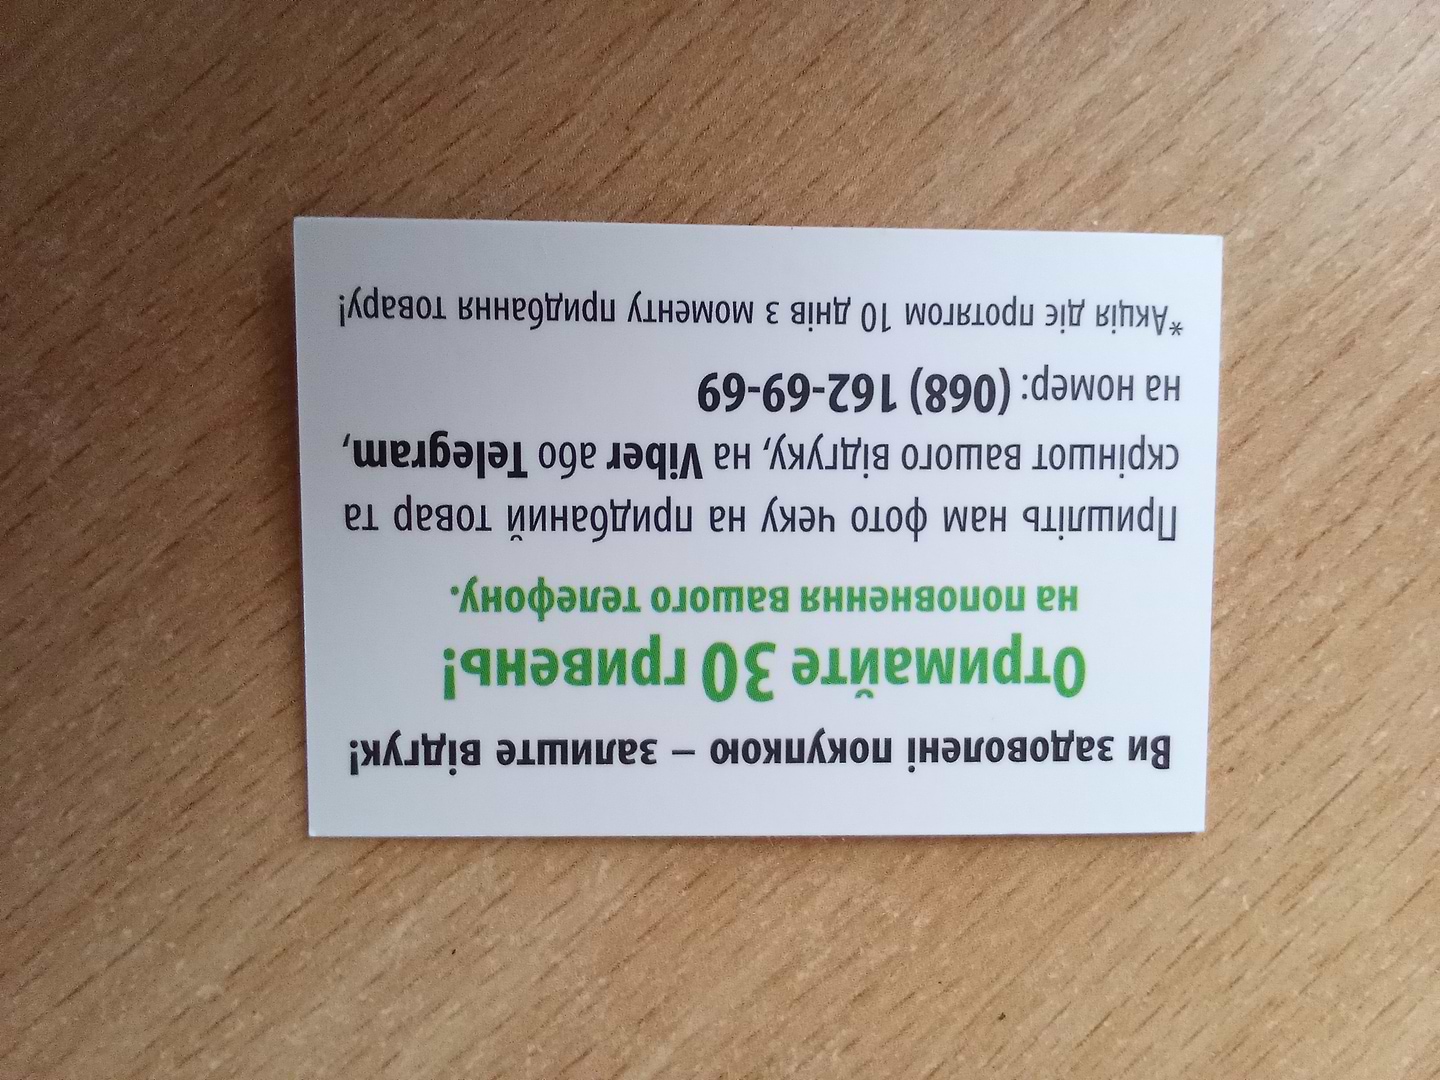 Ви задоволені покупкою – залиште відгук!
Отримайте 30 гривень!
на поповнення вашого телефону.
Пришліть нам фото чеку на придбаний товар та
скріншот вашого відгуку, на Viber або Telegram,
на номер: (068) 162-69-69
*Акція діє протягом 10 днів з моменту придбання товару!